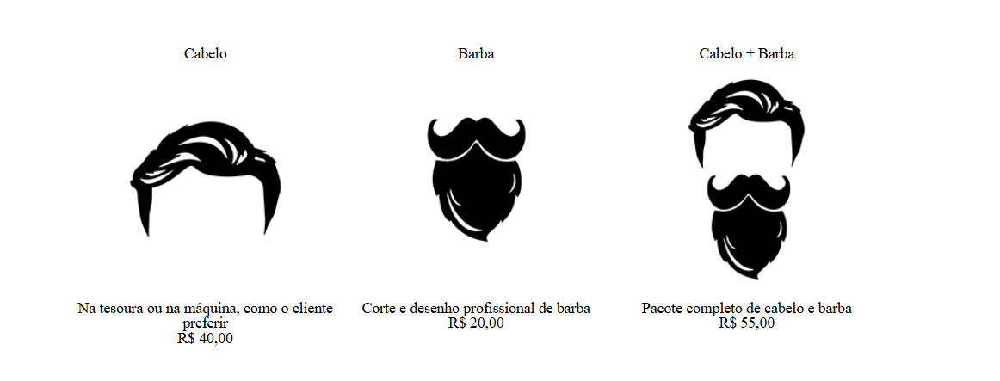 Cabelo
Barba
Cabelo + Barba
Na tesoura ou na máquina, como o cliente
preferir
R$ 40,00
Corte e desenho profissional de barba
R$ 20,00
Pacote completo de cabelo e barba
R$ 55,00